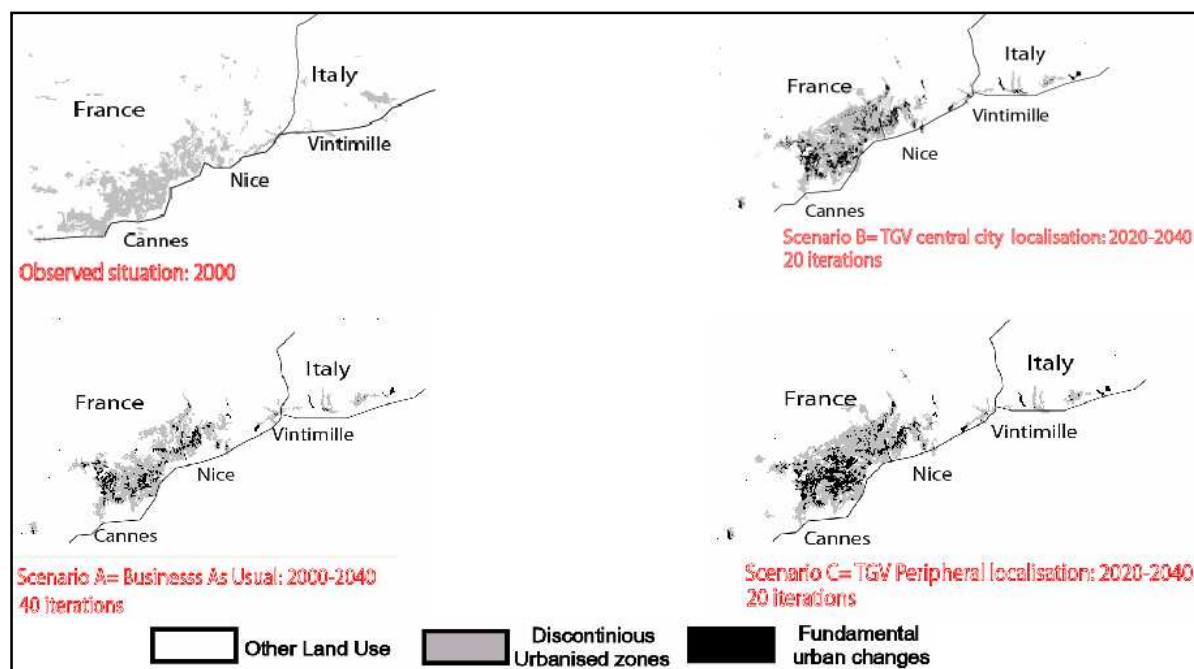 Italy
France
Vintimille
Nice
Cannes
Observed situation: 2000
Italy
France
Vintimille
Nice
Cannes
Scenario B= TGV central city localisation: 2020-2040
20 iterations
Italy
France
Vintimille
Nice
Cannes
Scenario A= Businesss As Usual: 2000-2040
40 iterations
Italy
France
Vintimille
Nice
Cannes
Scenario C= TGV Peripheral localisation: 2020-2040
20 iterations
Other Land Use
Discontinious
Urbanised zones
Fundamental
urban changes